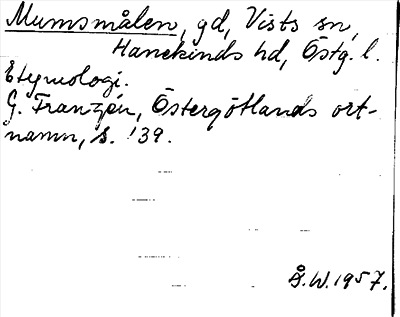 Mumsmålen, gd, Vists sn,
Hanekinds hd, Östg. l.
Etymologi.
G. Franzén, Östergötlands ort-
namn, s. 139.
Å.W. 1957.